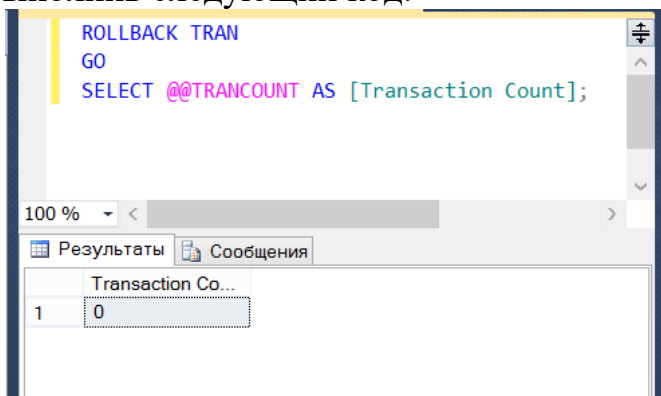 ROLLBACK TRAN
GO
SELECT @@TRANCOUNT AS [Transaction Count];
100 %
Результаты Сообщения
Transaction Co...
1 0